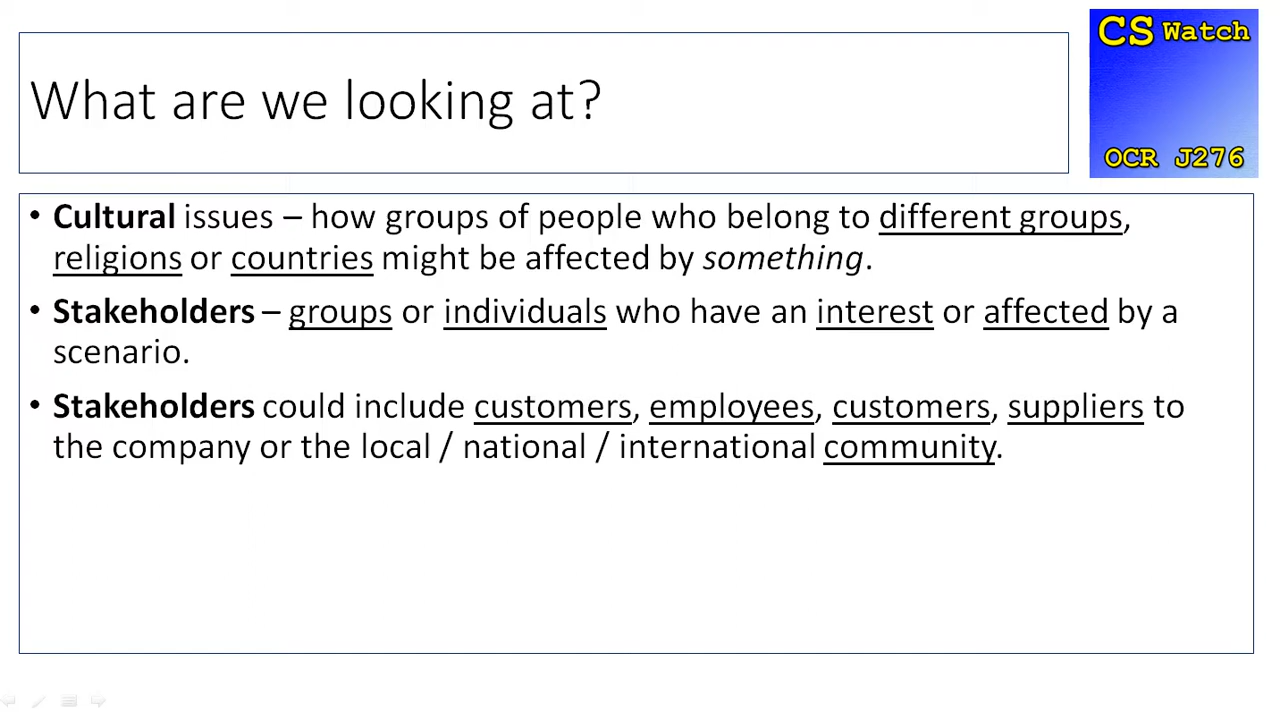 What are we looking at?
CS Watch
OCR J276
• Cultural issues – how groups of people who belong to different groups,
religions or countries might be affected by something.
• Stakeholders – groups or individuals who have an interest or affected by a
scenario.
• Stakeholders could include customers, employees, customers, suppliers to
the company or the local / national / international community.